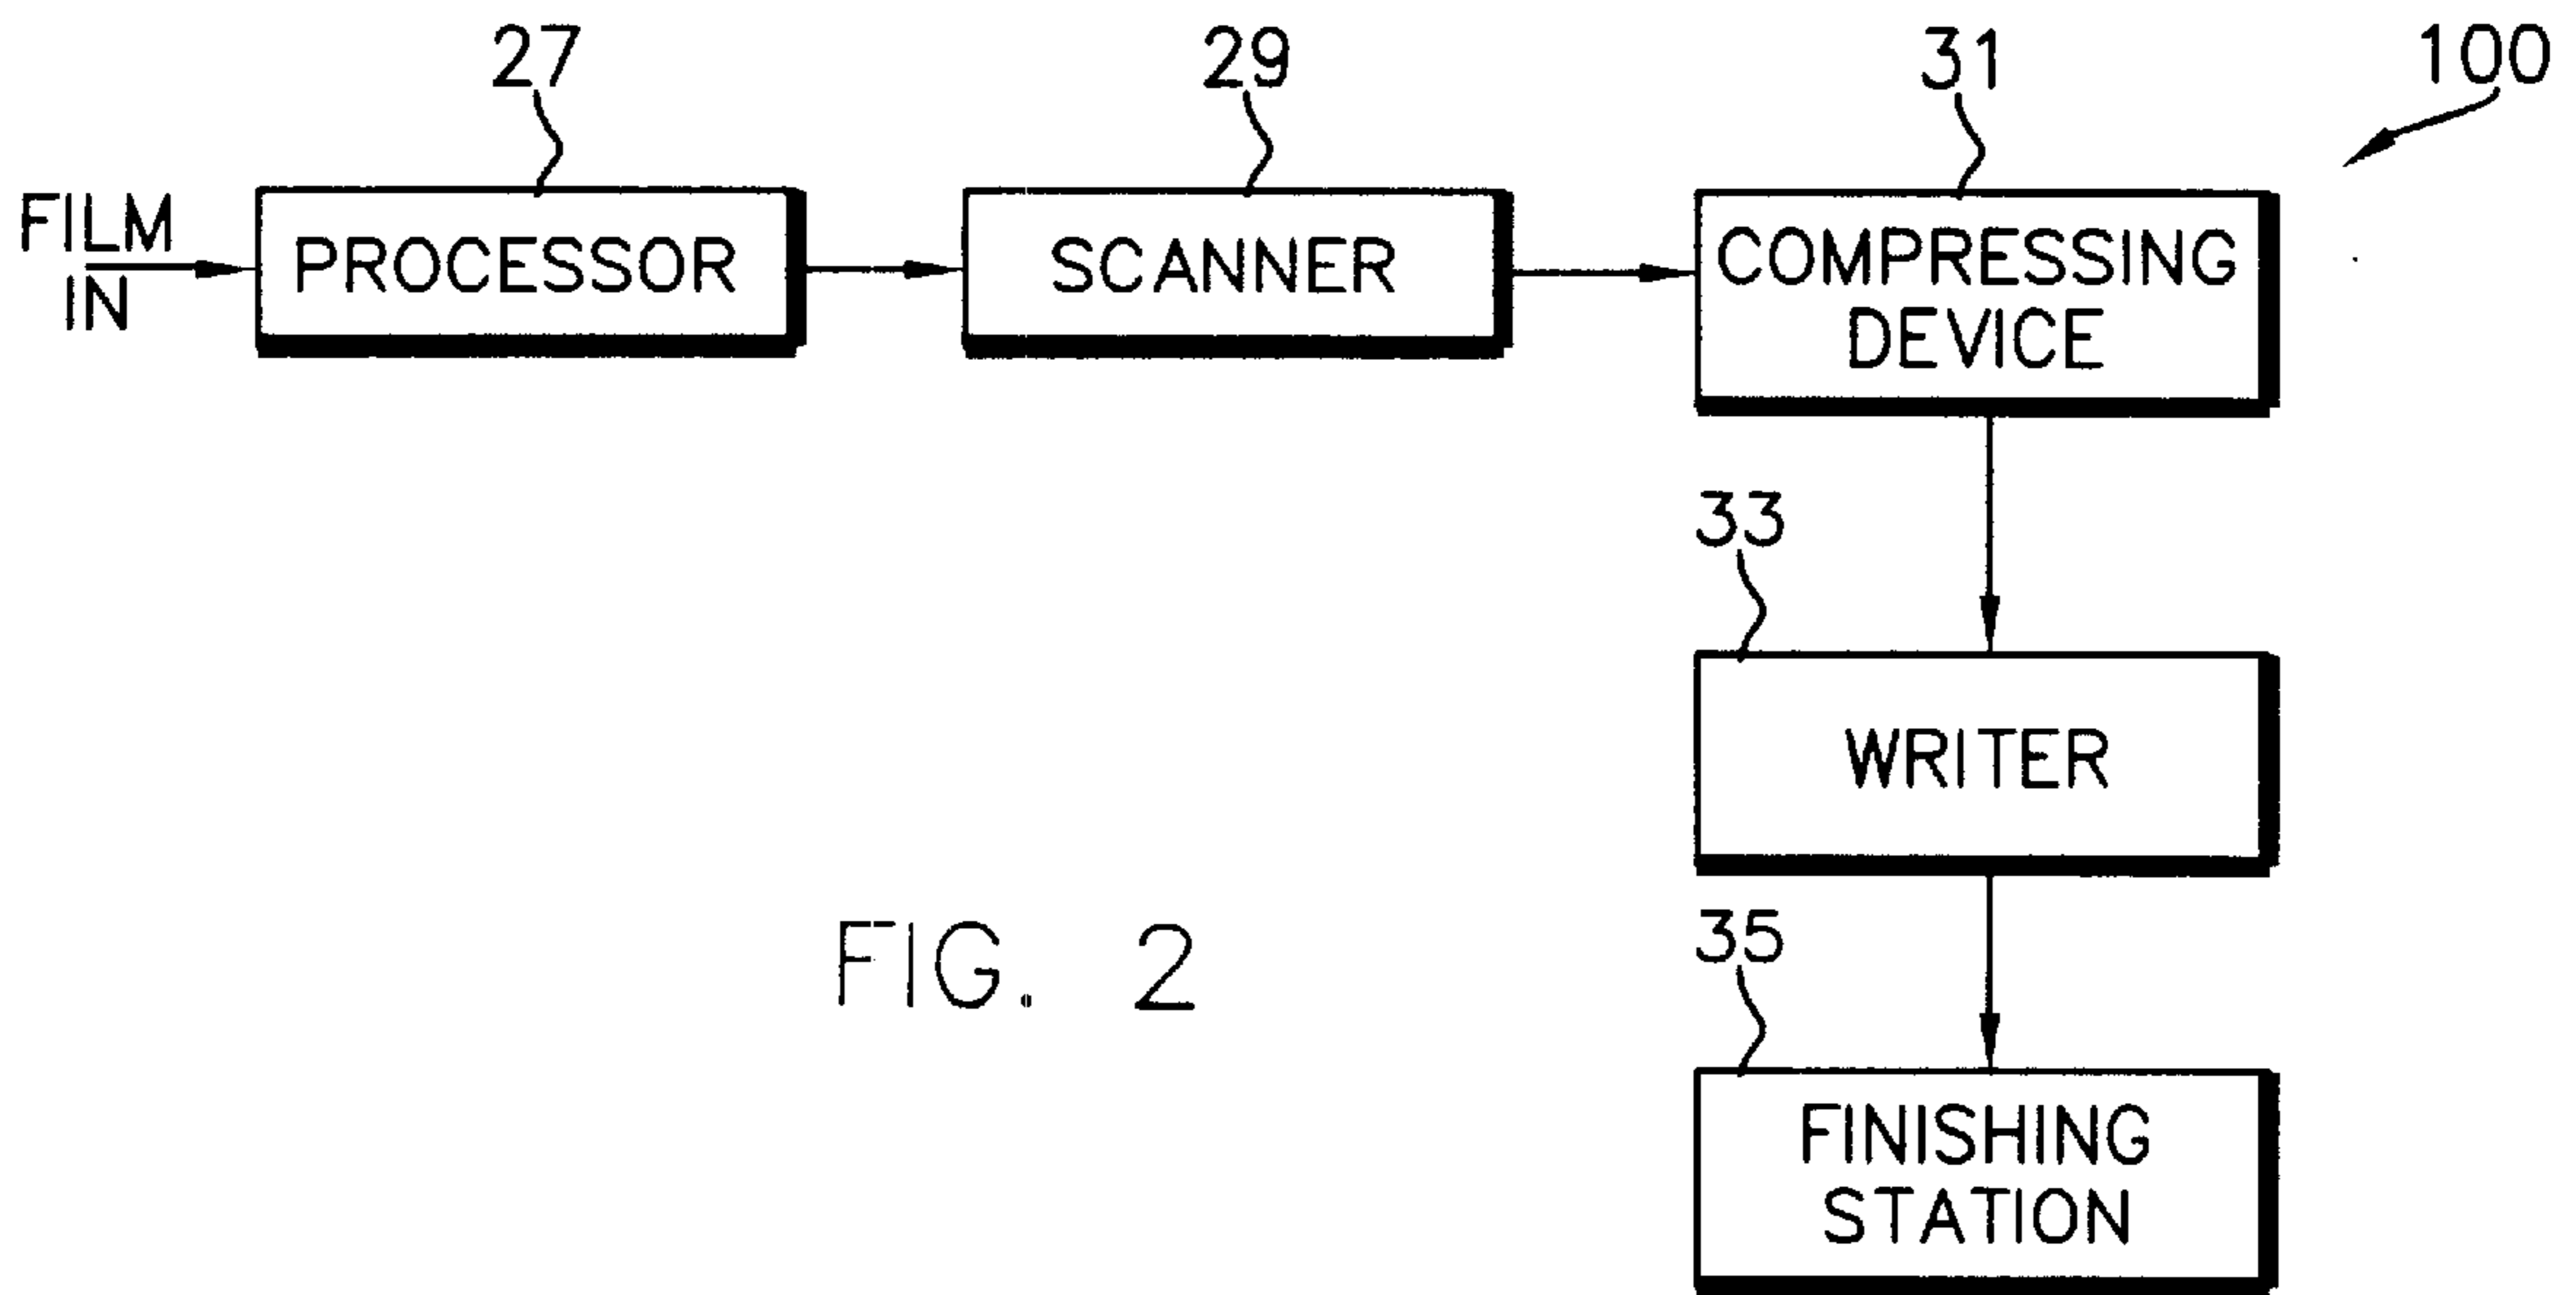 27
29
31
100
FILM
IN
PROCESSOR
SCANNER
COMPRESSING
DEVICE
33
WRITER
35
FINISHING
STATION
FIG. 2